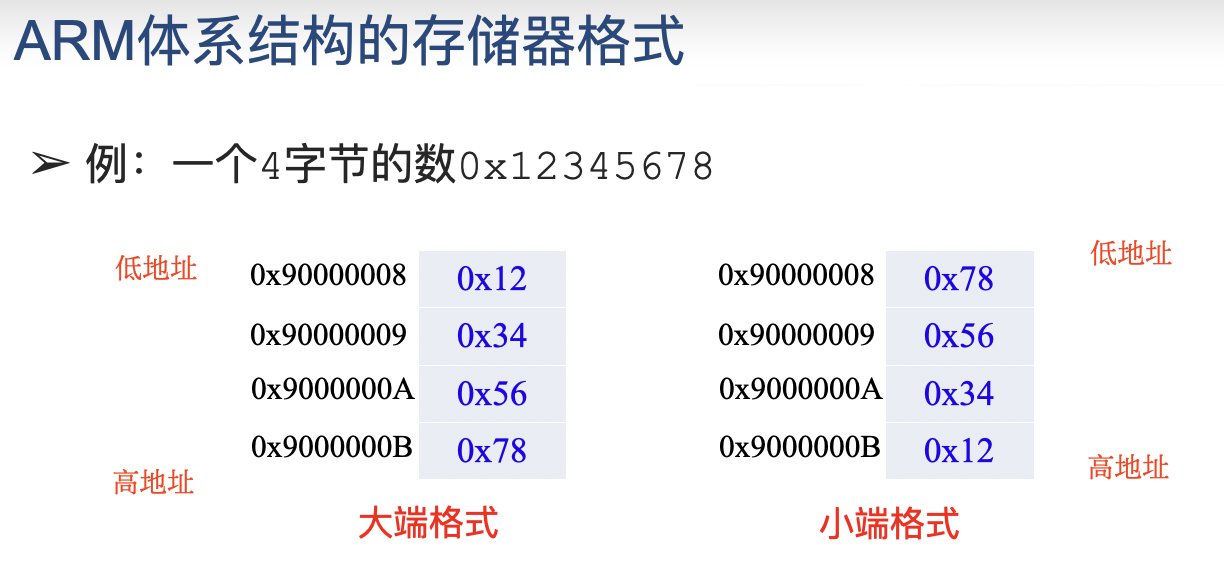 ARM体系结构的存储器格式
➢ 例：一个4字节的数0x12345678
低地址
0x90000008 0x12
0x90000009 0x34
0x9000000A 0x56
0x9000000B 0x78
高地址
大端格式
低地址
0x90000008 0x78
0x90000009 0x56
0x9000000A 0x34
0x9000000B 0x12
高地址
小端格式